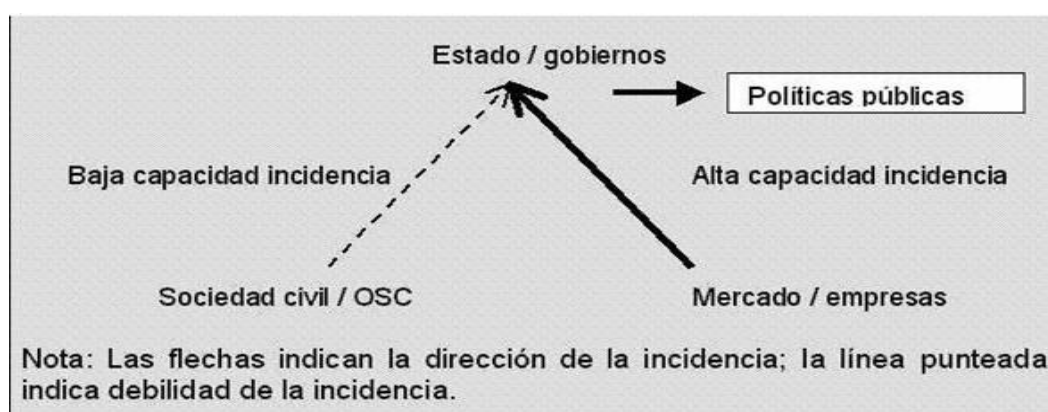 Estado / gobiernos
Políticas públicas
Baja capacidad incidencia
Alta capacidad incidencia
Sociedad civil / OSC
Mercado / empresas
Nota: Las flechas indican la dirección de la incidencia; la línea punteada
indica debilidad de la incidencia.